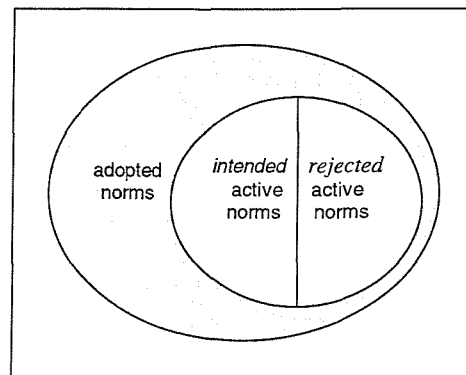 adopted
norms
intended
active
norms
rejected
active
norms